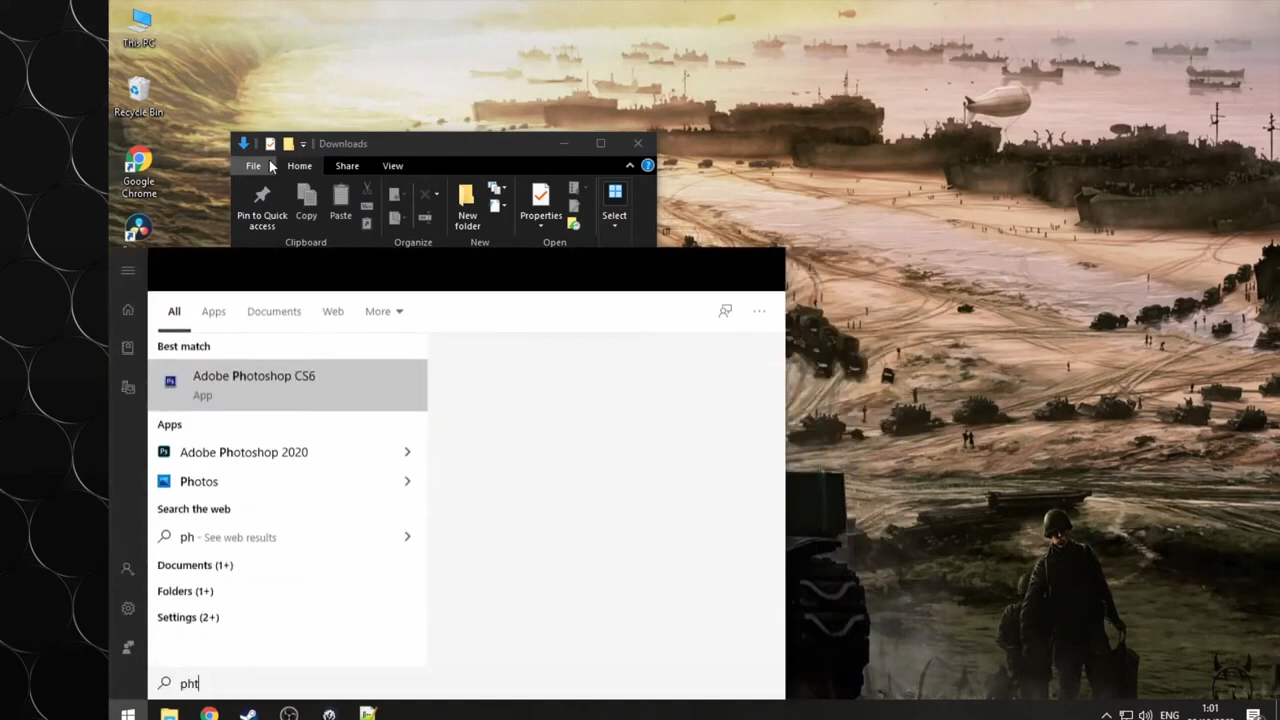 This PC
Recycle Bin
Google
Chrome
Downloads
File
Home
Share
View
Pin to Quick
access
Copy
Paste
New
folder
Properties
Select
Clipboard
Organize
New
Open
All
Apps
Documents
Web
More
Best match
Adobe Photoshop CS6
App
Apps
Adobe Photoshop 2020
Photos
Search the web
ph - See web results
Documents (1+)
Folders (1+)
Settings (2+)
pht
ENG
1:01